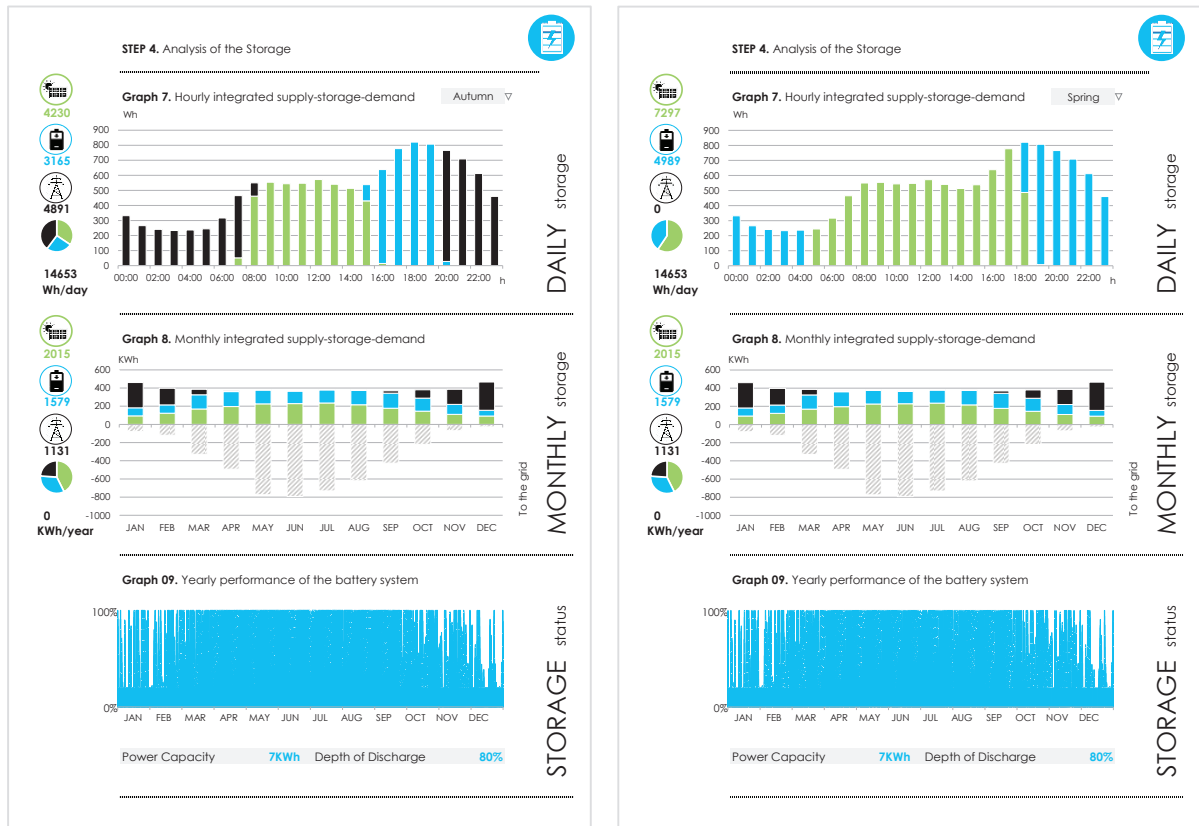 STEP 4. Analysis of the Storage
Graph 7. Hourly integrated supply-storage-demand
Autumn ▽
4230
3165
4891
14653
Wh/day
Wh
900
800
700
600
500
400
300
200
100
0
00:00 02:00 04:00 06:00 08:00 10:00 12:00 14:00 16:00 18:00 20:00 22:00 h
DAILY storage
Graph 8. Monthly integrated supply-storage-demand
2015
1579
1131
0
KWh/year
KWh
600
400
200
0
-200
-400
-600
-800
-1000
JAN FEB MAR APR MAY JUN JUL AUG SEP OCT NOV DEC
To the grid
MONTHLY storage
Graph 09. Yearly performance of the battery system
100%
0%
JAN FEB MAR APR MAY JUN JUL AUG SEP OCT NOV DEC
STORAGE status
Power Capacity 7KWh Depth of Discharge 80%
STEP 4. Analysis of the Storage
Graph 7. Hourly integrated supply-storage-demand
Spring ▽
7297
4989
0
14653
Wh/day
Wh
900
800
700
600
500
400
300
200
100
0
00:00 02:00 04:00 06:00 08:00 10:00 12:00 14:00 16:00 18:00 20:00 22:00 h
DAILY storage
Graph 8. Monthly integrated supply-storage-demand
2015
1579
1131
0
KWh/year
KWh
600
400
200
0
-200
-400
-600
-800
-1000
JAN FEB MAR APR MAY JUN JUL AUG SEP OCT NOV DEC
To the grid
MONTHLY storage
Graph 09. Yearly performance of the battery system
100%
0%
JAN FEB MAR APR MAY JUN JUL AUG SEP OCT NOV DEC
STORAGE status
Power Capacity 7KWh Depth of Discharge 80%